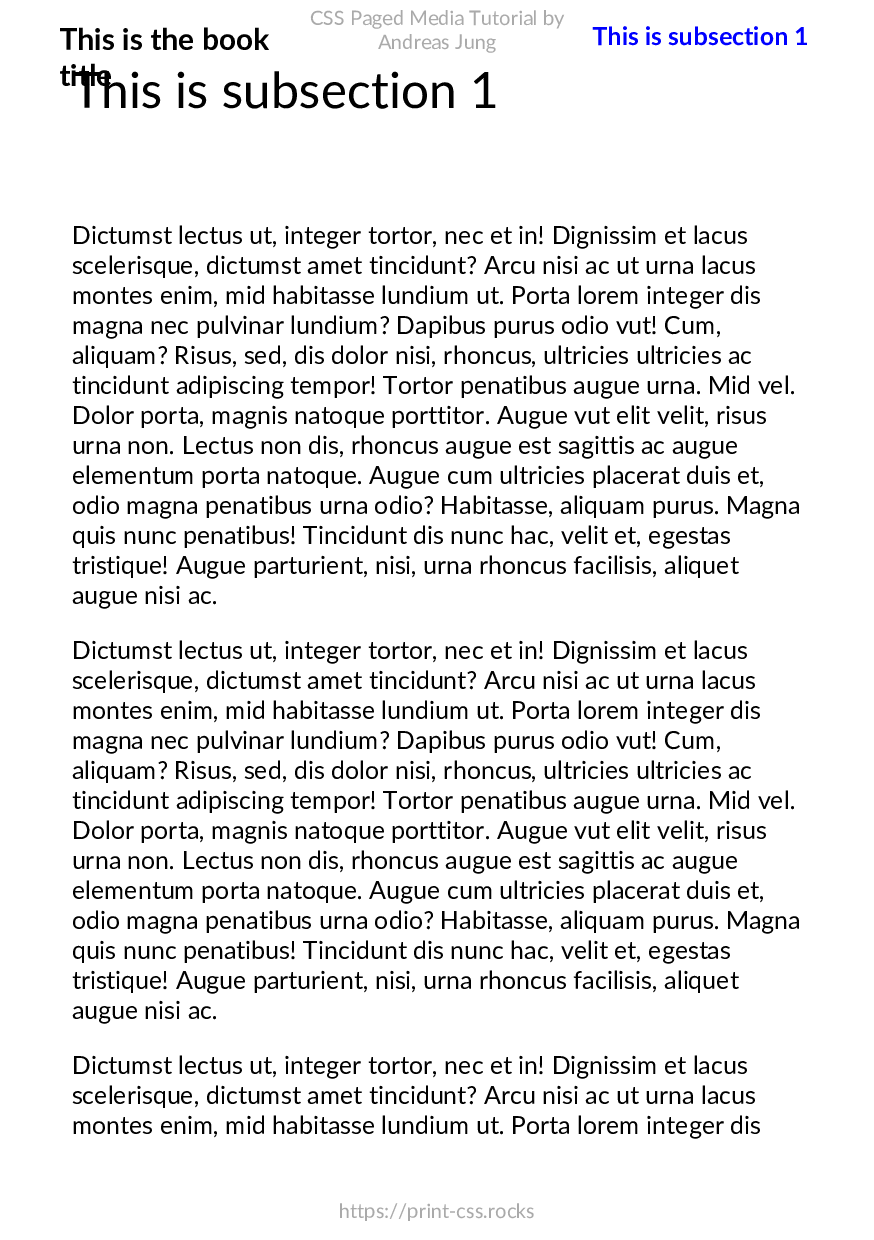 This is the book
title
CSS Paged Media Tutorial by
Andreas Jung
This is subsection 1
This is subsection 1
Dictumst lectus ut, integer tortor, nec et in! Dignissim et lacus
scelerisque, dictumst amet tincidunt? Arcu nisi ac ut urna lacus
montes enim, mid habitasse lundium ut. Porta lorem integer dis
magna nec pulvinar lundium? Dapibus purus odio vut! Cum,
aliquam? Risus, sed, dis dolor nisi, rhoncus, ultricies ultricies ac
tincidunt adipiscing tempor! Tortor penatibus augue urna. Mid vel.
Dolor porta, magnis natoque porttitor. Augue vut elit velit, risus
urna non. Lectus non dis, rhoncus augue est sagittis ac augue
elementum porta natoque. Augue cum ultricies placerat duis et,
odio magna penatibus urna odio? Habitasse, aliquam purus. Magna
quis nunc penatibus! Tincidunt dis nunc hac, velit et, egestas
tristique! Augue parturient, nisi, urna rhoncus facilisis, aliquet
augue nisi ac.
Dictumst lectus ut, integer tortor, nec et in! Dignissim et lacus
scelerisque, dictumst amet tincidunt? Arcu nisi ac ut urna lacus
montes enim, mid habitasse lundium ut. Porta lorem integer dis
magna nec pulvinar lundium? Dapibus purus odio vut! Cum,
aliquam? Risus, sed, dis dolor nisi, rhoncus, ultricies ultricies ac
tincidunt adipiscing tempor! Tortor penatibus augue urna. Mid vel.
Dolor porta, magnis natoque porttitor. Augue vut elit velit, risus
urna non. Lectus non dis, rhoncus augue est sagittis ac augue
elementum porta natoque. Augue cum ultricies placerat duis et,
odio magna penatibus urna odio? Habitasse, aliquam purus. Magna
quis nunc penatibus! Tincidunt dis nunc hac, velit et, egestas
tristique! Augue parturient, nisi, urna rhoncus facilisis, aliquet
augue nisi ac.
Dictumst lectus ut, integer tortor, nec et in! Dignissim et lacus
scelerisque, dictumst amet tincidunt? Arcu nisi ac ut urna lacus
montes enim, mid habitasse lundium ut. Porta lorem integer dis
https://print-css.rocks